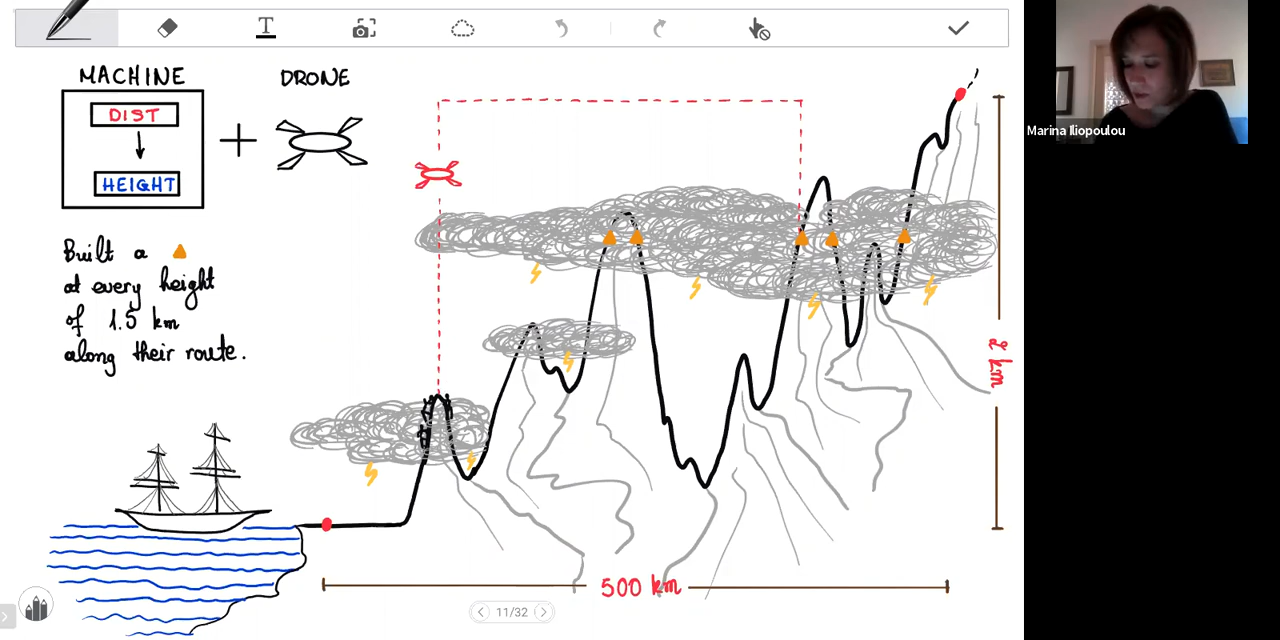 T
MACHINE
DRONE
DIST
HEIGHT
Built a
at every height
of 1.5 km
along their route.
2 km
500 km
11/32
Marina Iliopoulou